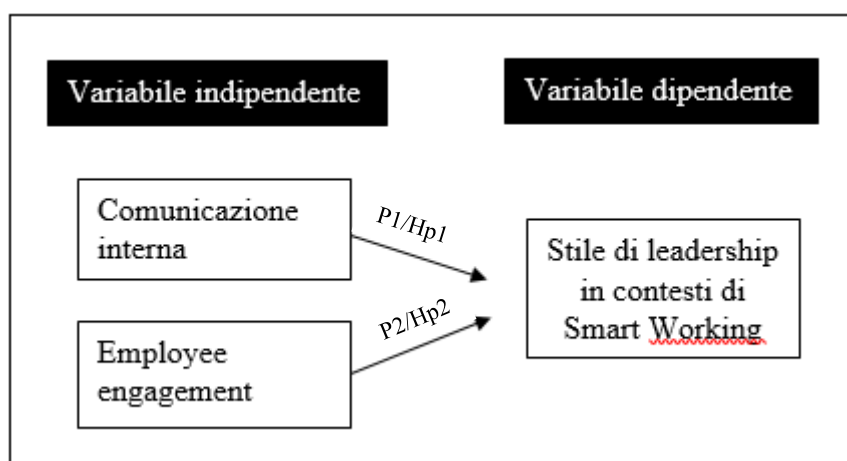 Variabile indipendente
Variabile dipendente
Comunicazione
interna
P1/Hp1
Stile di leadership
in contesti di
Smart Working
P2/Hp2
Employee
engagement